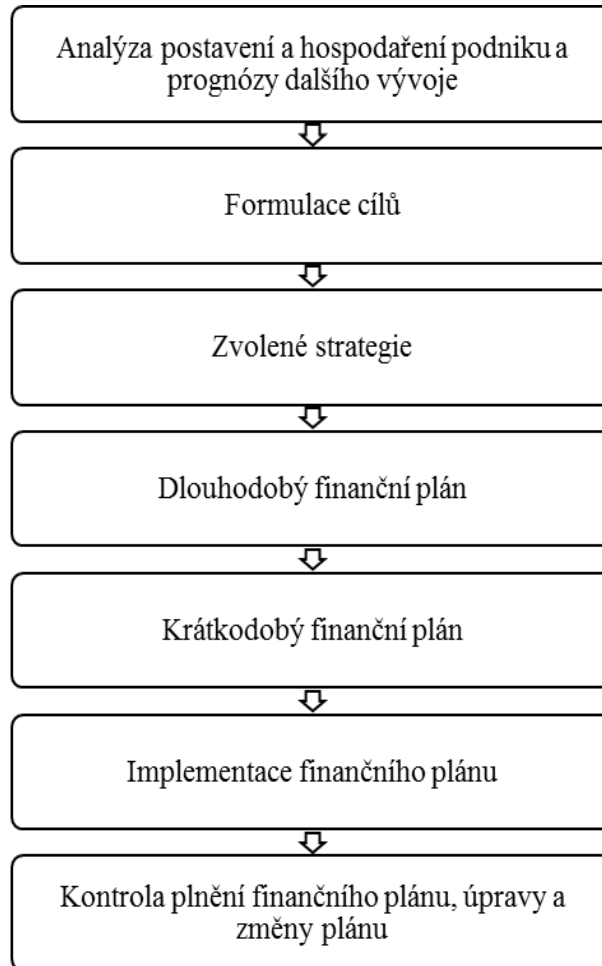 Analýza postavení a hospodaření podniku a
prognózy dalšího vývoje
Formulace cílů
Zvolené strategie
Dlouhodobý finanční plán
Krátkodobý finanční plán
Implementace finančního plánu
Kontrola plnění finančního plánu, úpravy a
změny plánu